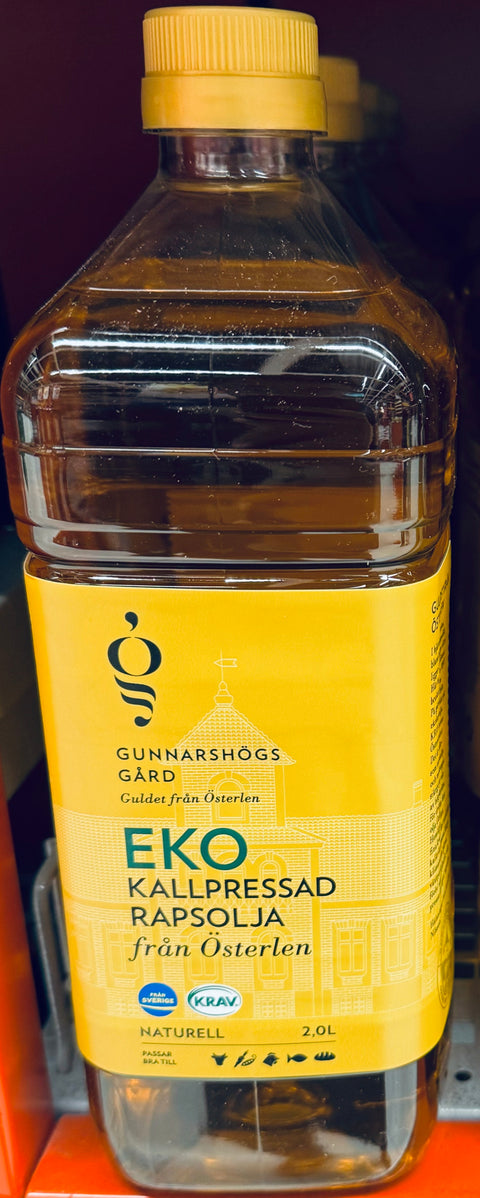 GUNNARSHÖGS
GÅRD
Guldet från Österlen
EKO
KALLPRESSAD
RAPSOLJA
från Österlen
FRÅN
SVERIGE
KRAV
NATURELL 2,0L
PASSAR
BRA TILL